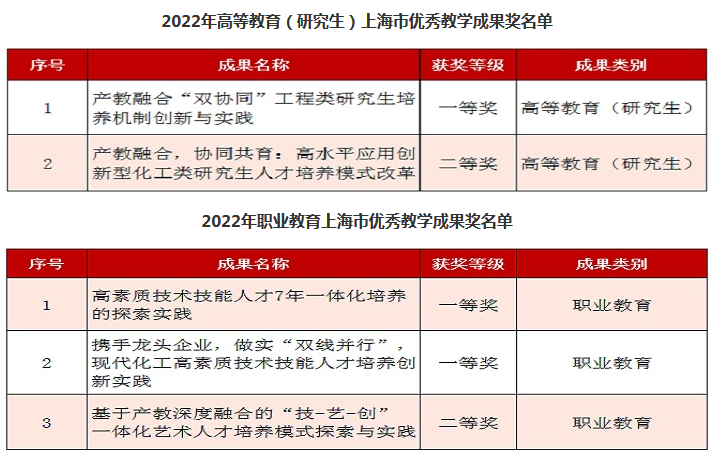 2022年高等教育（研究生）上海市优秀教学成果奖名单
序号 成果名称 获奖等级 成果类别
1 产教融合“双协同”工程类研究生培养机制创新与实践 一等奖 高等教育（研究生）
2 产教融合，协同共育：高水平应用创新型化工类研究生人才培养模式改革 二等奖 高等教育（研究生）
2022年职业教育上海市优秀教学成果奖名单
序号 成果名称 获奖等级 成果类别
1 高素质技术技能人才7年一体化培养的探索实践 一等奖 职业教育
2 携手龙头企业，做实“双线并行”，现代化工高素质技术技能人才培养创新实践 一等奖 职业教育
3 基于产教深度融合的“技-艺-创”一体化艺术人才培养模式探索与实践 二等奖 职业教育